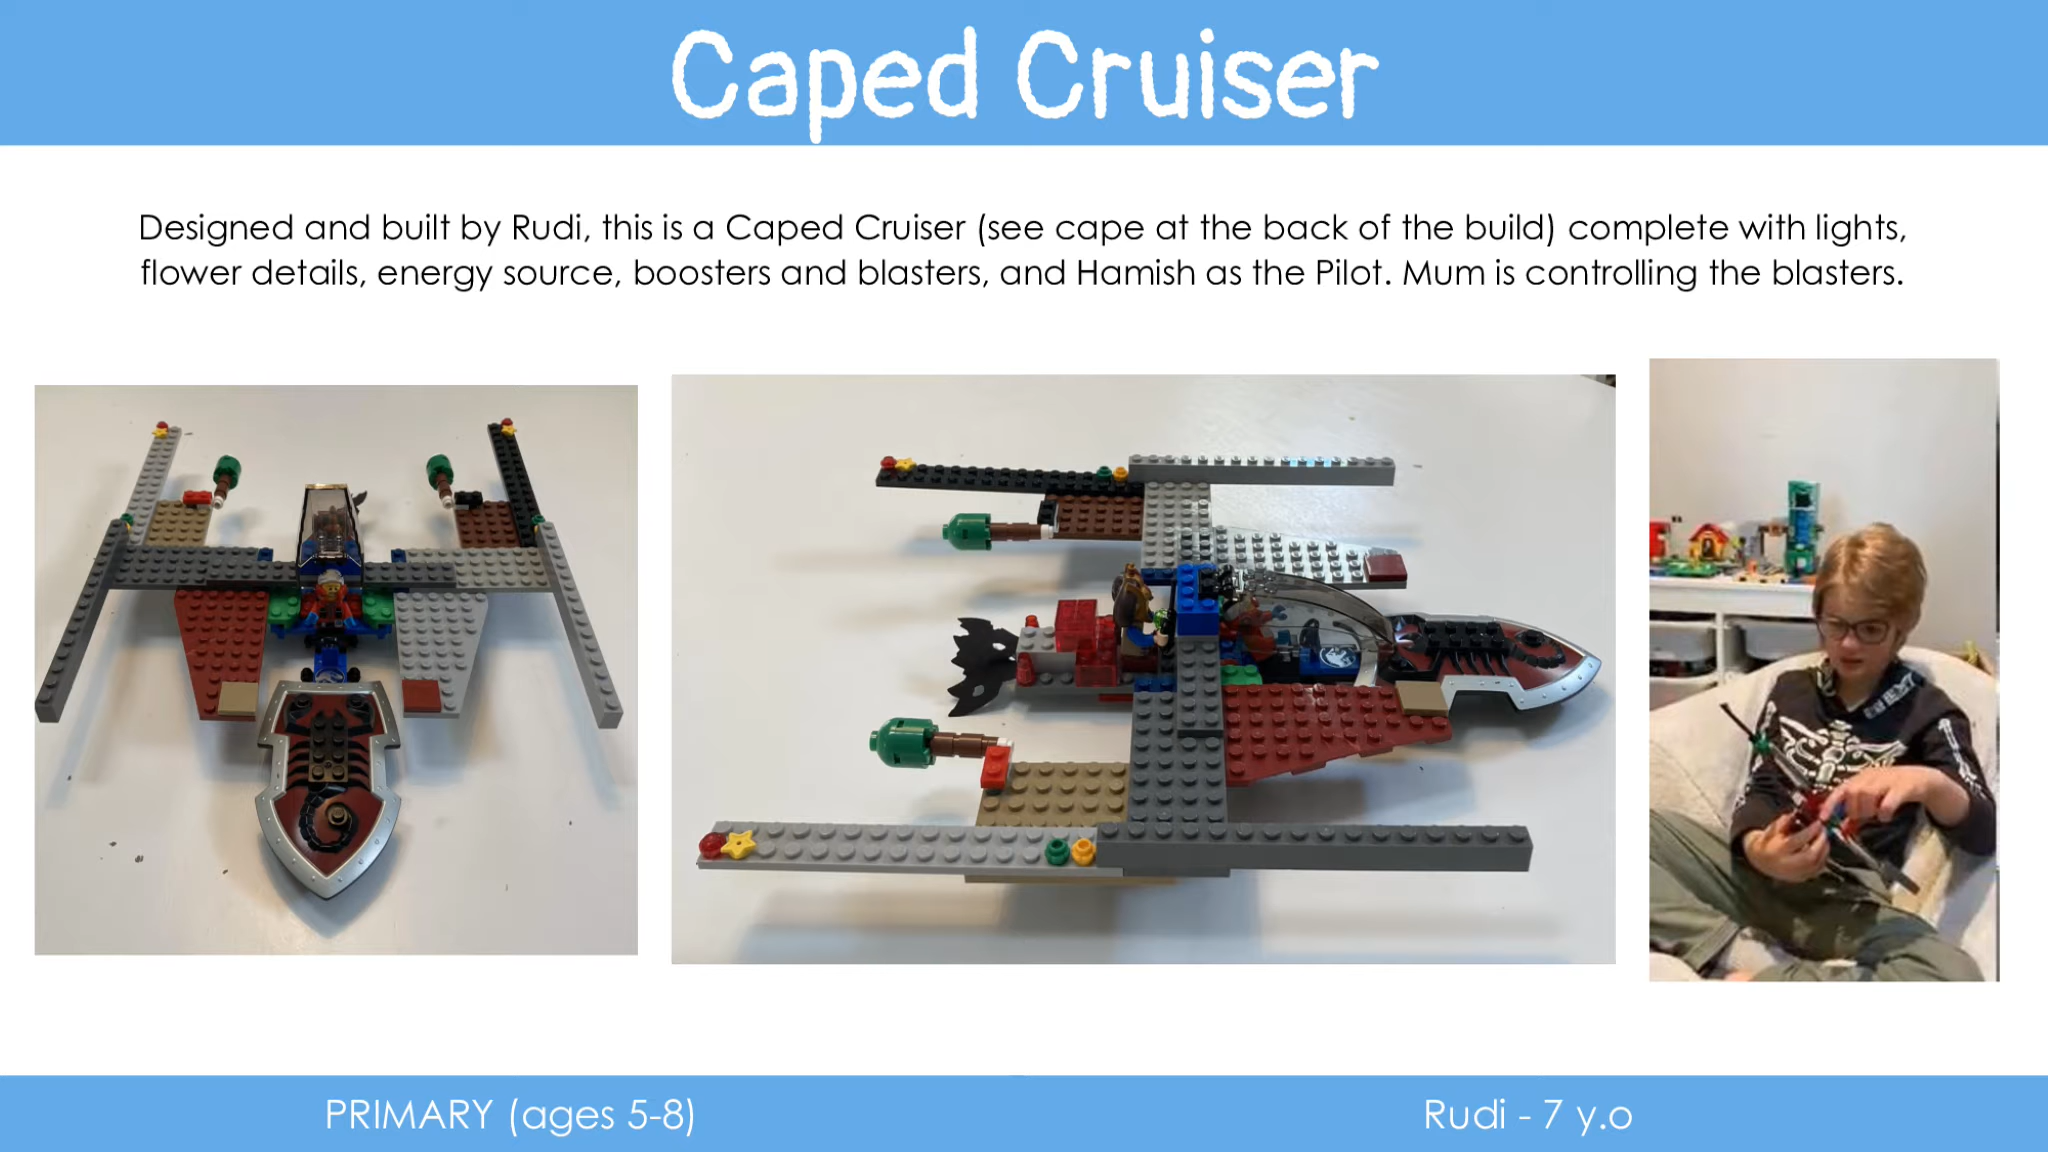 Caped Cruiser
Designed and built by Rudi, this is a Caped Cruiser (see cape at the back of the build) complete with lights,
flower details, energy source, boosters and blasters, and Hamish as the Pilot. Mum is controlling the blasters.
PRIMARY (ages 5-8)
Rudi - 7 y.o